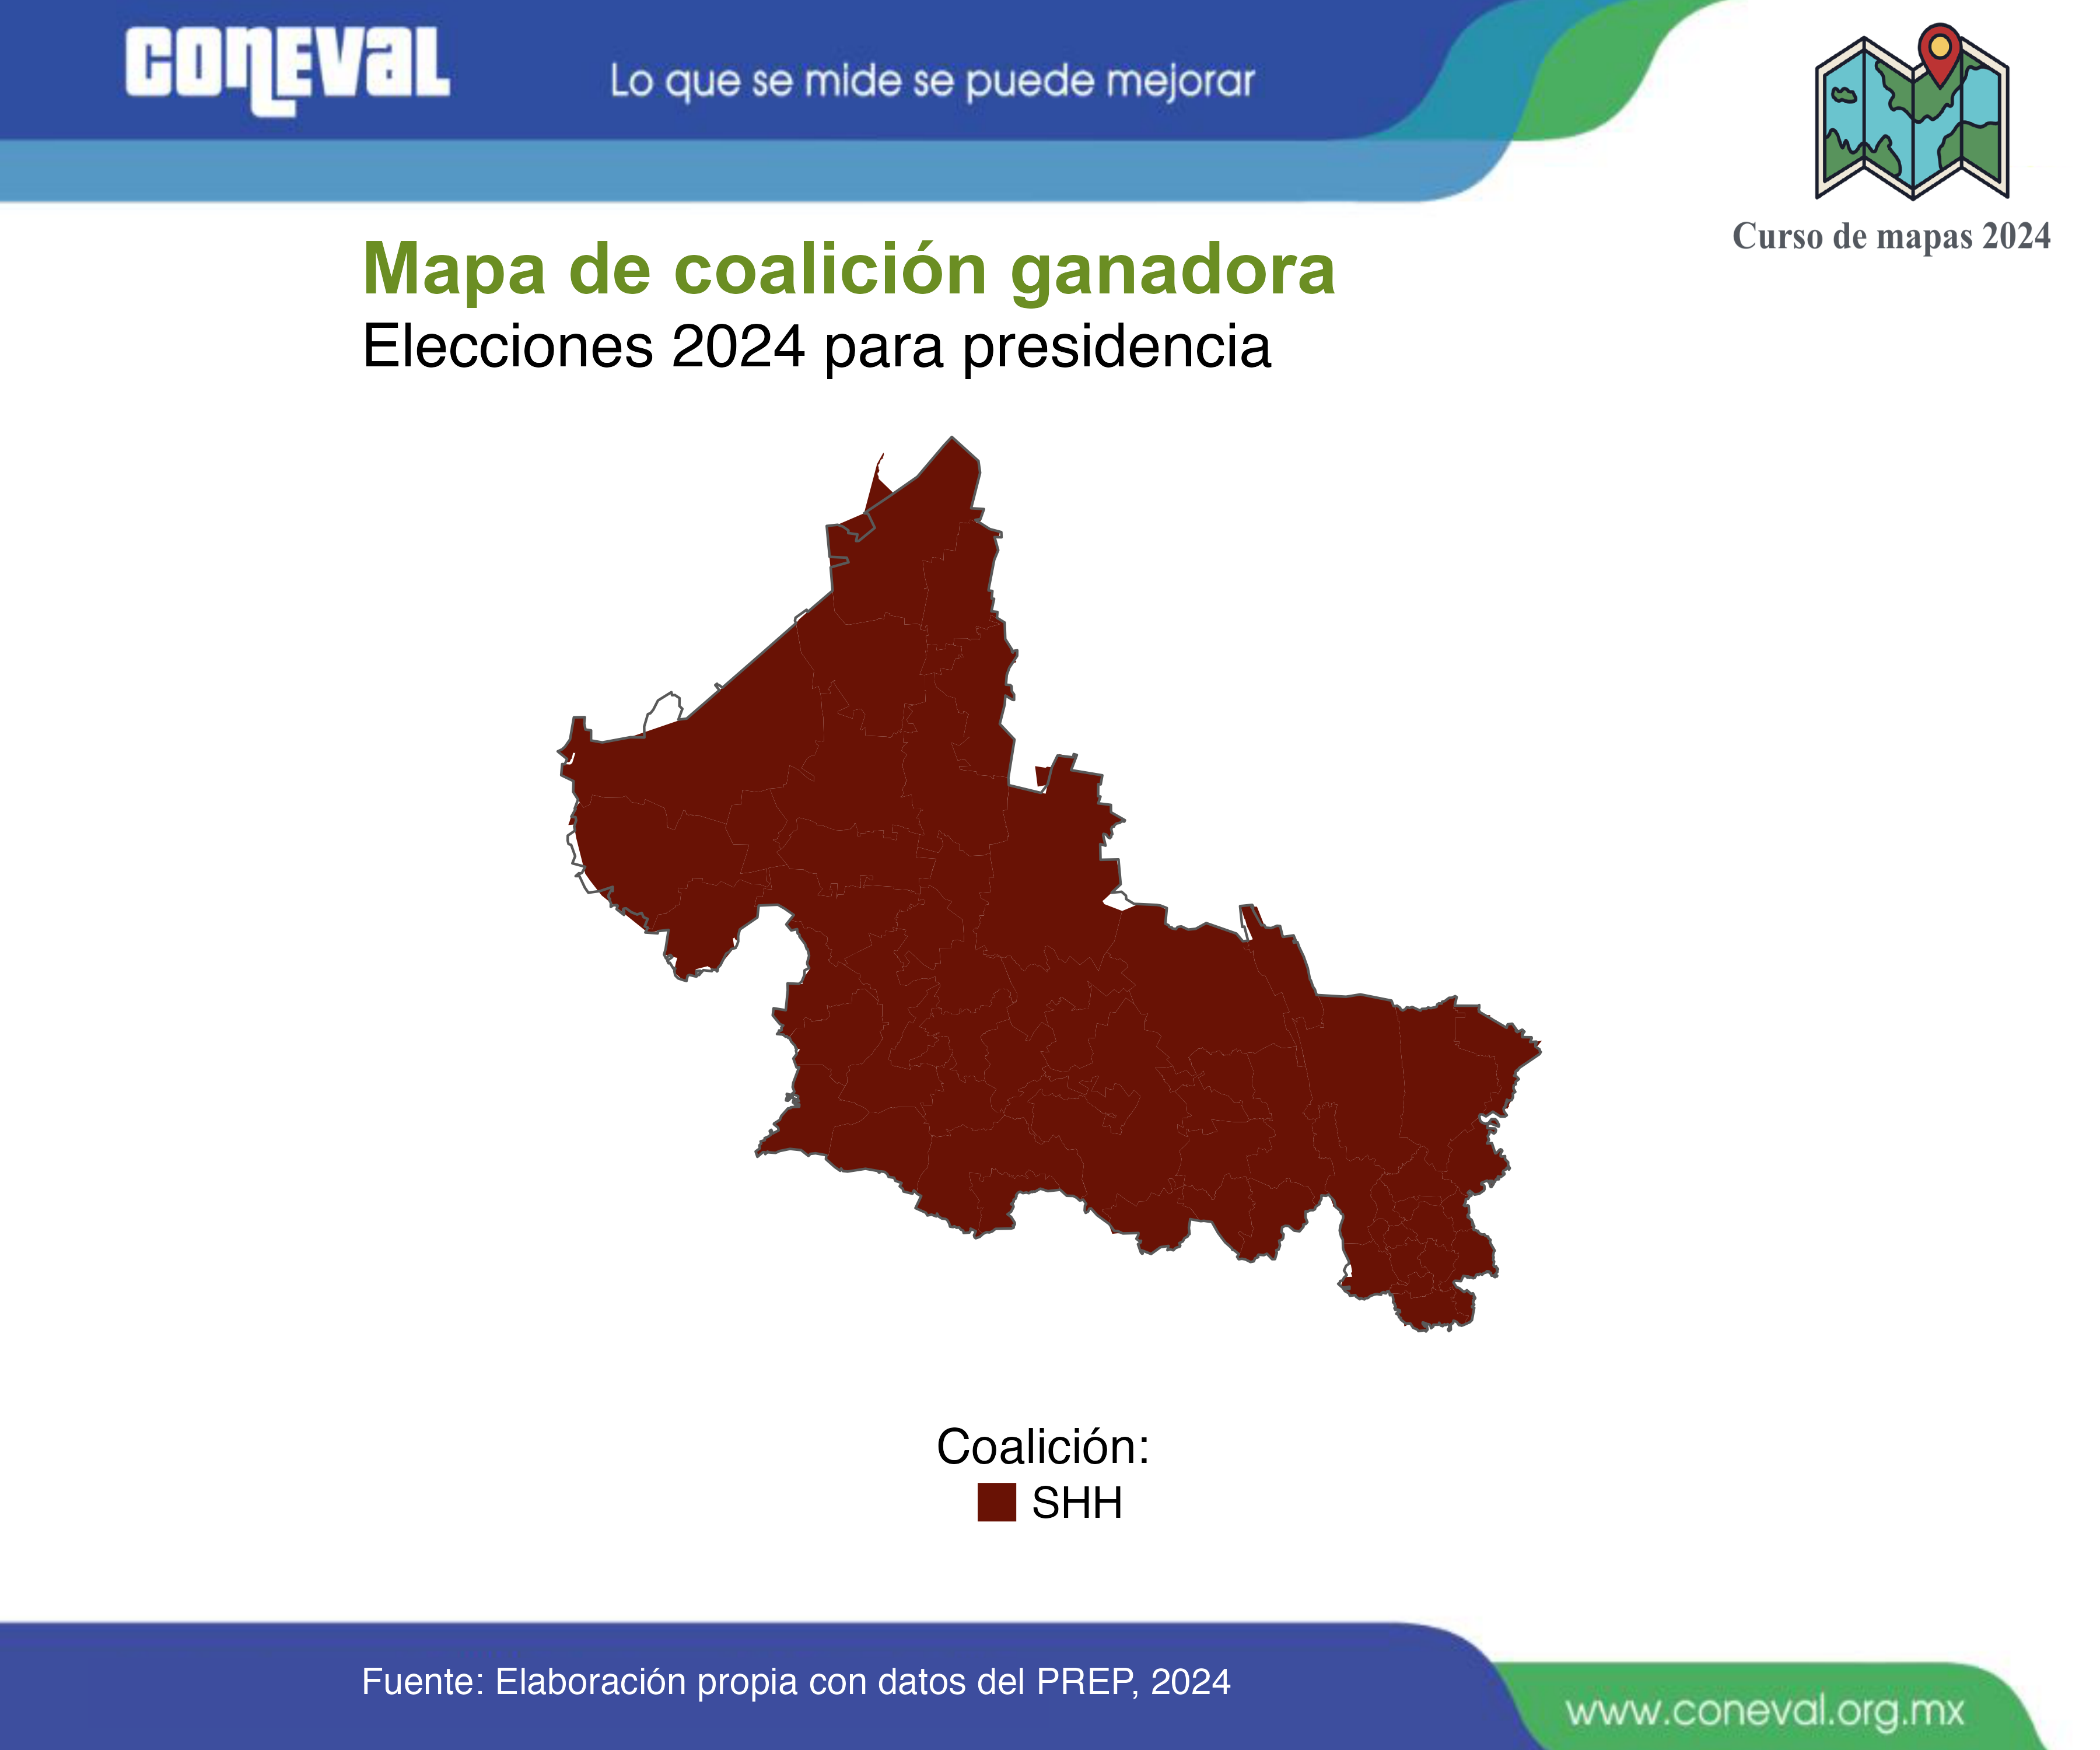 CONEVAL
Lo que se mide se puede mejorar
Curso de mapas 2024
Mapa de coalición ganadora
Elecciones 2024 para presidencia
Coalición:
SHH
Fuente: Elaboración propia con datos del PREP, 2024
www.coneval.org.mx